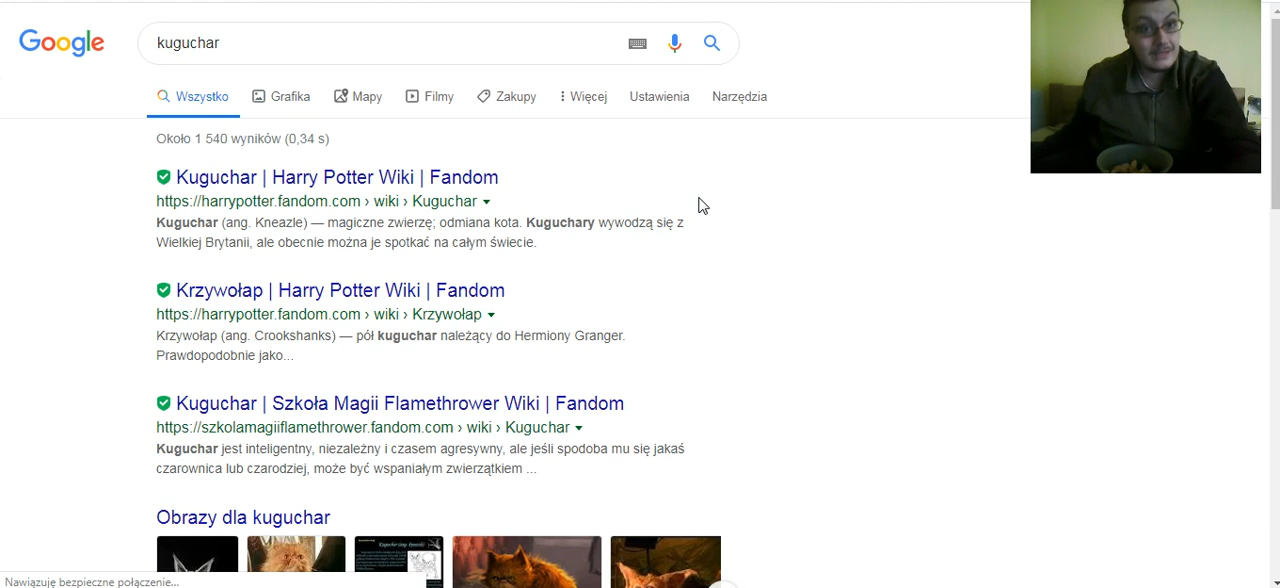 Google
kuguchar
Wszystko Grafika Mapy Filmy Zakupy Więcej Ustawienia Narzędzia
Około 1 540 wyników (0,34 s)
Kuguchar | Harry Potter Wiki | Fandom
https://harrypotter.fandom.com › wiki › Kuguchar
Kuguchar (ang. Kneazle) — magiczne zwierzę; odmiana kota. Kuguchary wywodzą się z
Wielkiej Brytanii, ale obecnie można je spotkać na całym świecie.
Krzywołap | Harry Potter Wiki | Fandom
https://harrypotter.fandom.com › wiki › Krzywołap
Krzywołap (ang. Crookshanks) — pół kuguchar należący do Hermiony Granger.
Prawdopodobnie jako...
Kuguchar | Szkoła Magii Flamethrower Wiki | Fandom
https://szkolamagiiflamethrower.fandom.com › wiki › Kuguchar
Kuguchar jest inteligentny, niezależny i czasem agresywny, ale jeśli spodoba mu się jakaś
czarownica lub czarodziej, może być wspaniałym zwierzątkiem ...
Obrazy dla kuguchar
Nawiązuję bezpieczne połączenie...